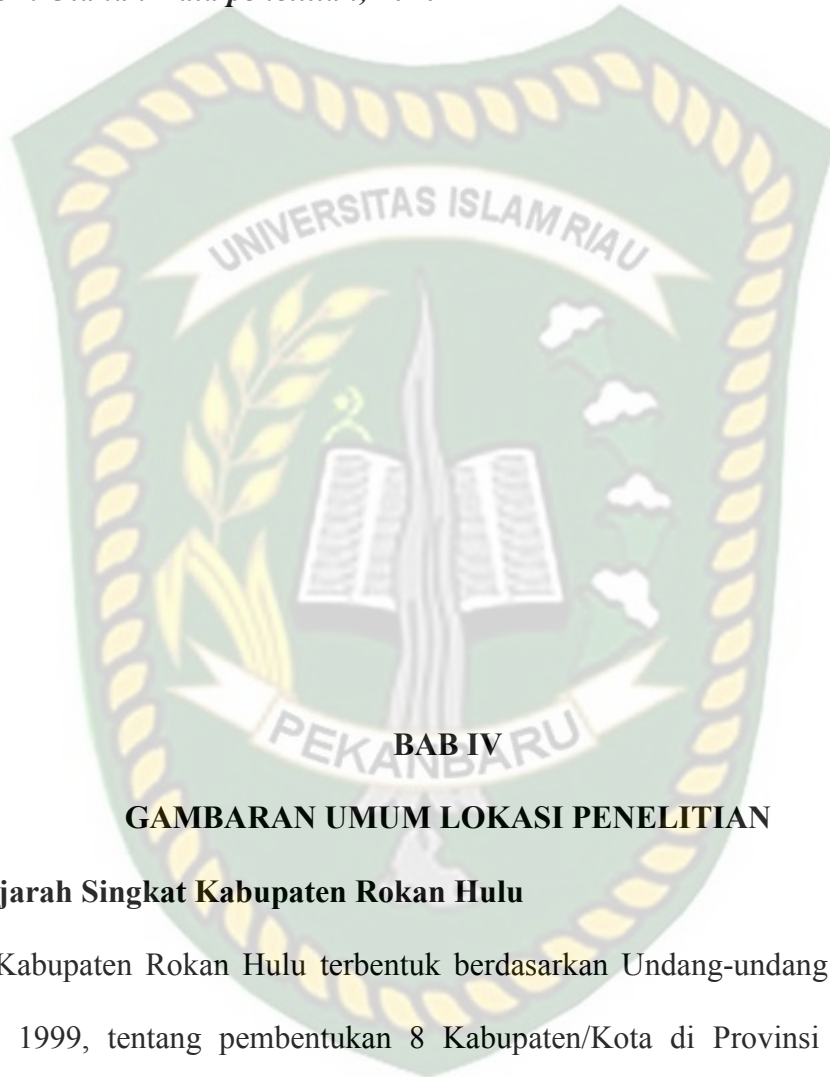 UNIVERSITAS ISLAM RIAU
PEKANBARU
BAB IV
GAMBARAN UMUM LOKASI PENELITIAN
jarah Singkat Kabupaten Rokan Hulu
Kabupaten Rokan Hulu terbentuk berdasarkan Undang-undang
1999, tentang pembentukan 8 Kabupaten/Kota di Provinsi